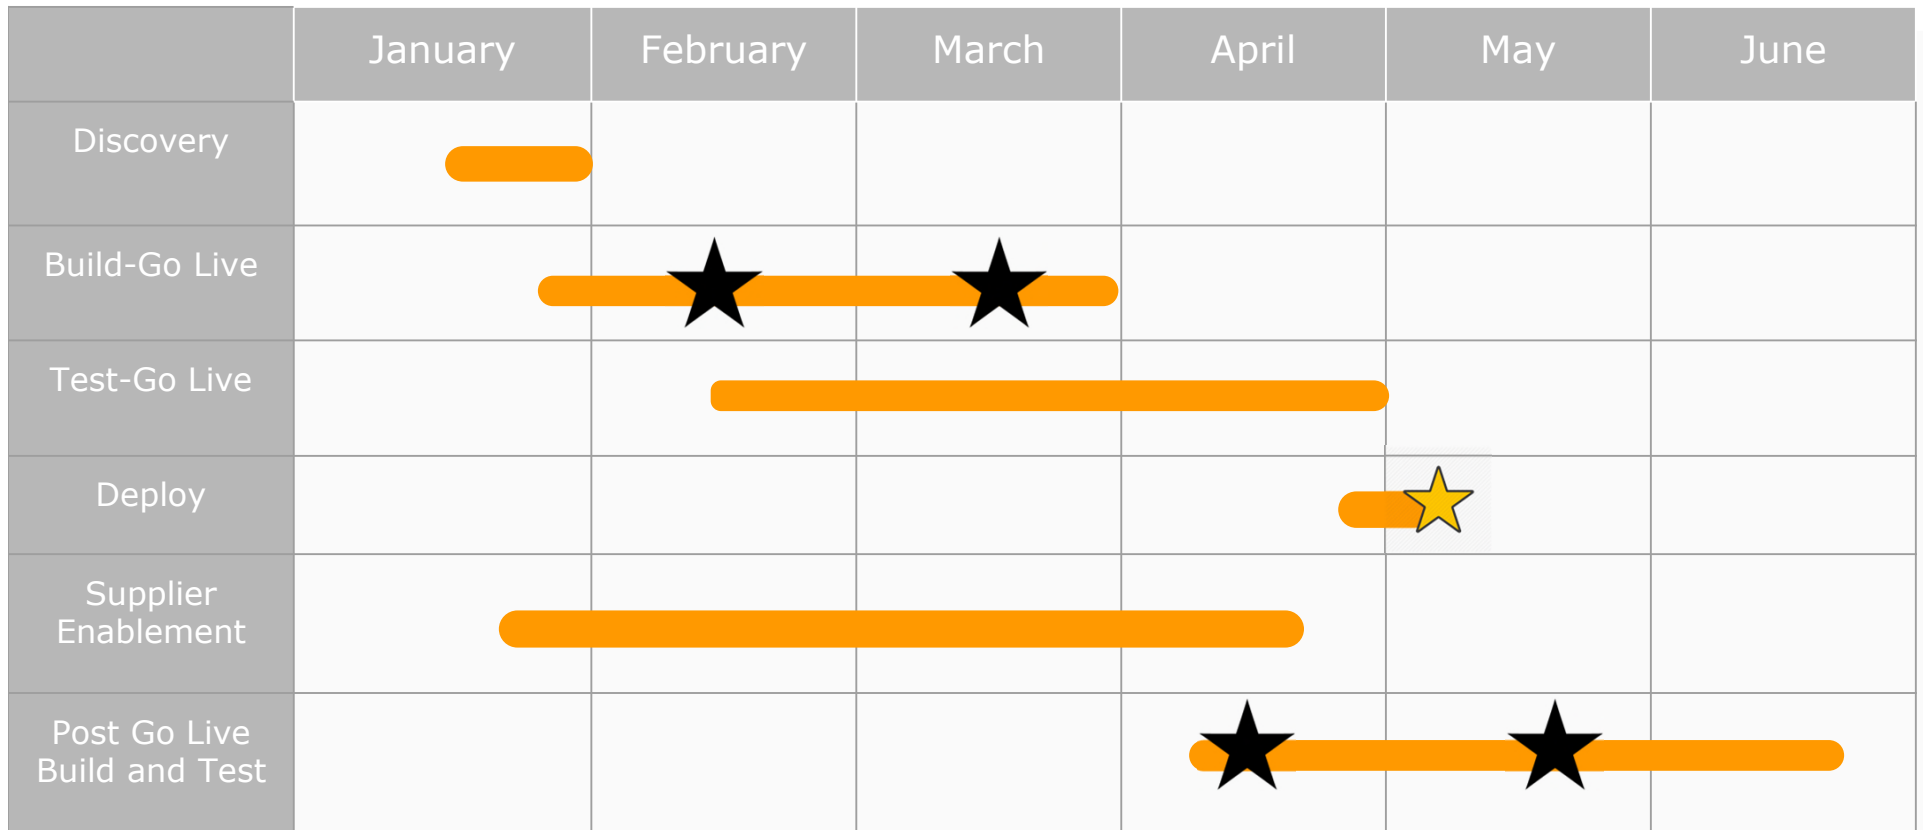 January
February
March
April
May
June
Discovery
Build-Go Live
Test-Go Live
Deploy
Supplier
Enablement
Post Go Live
Build and Test